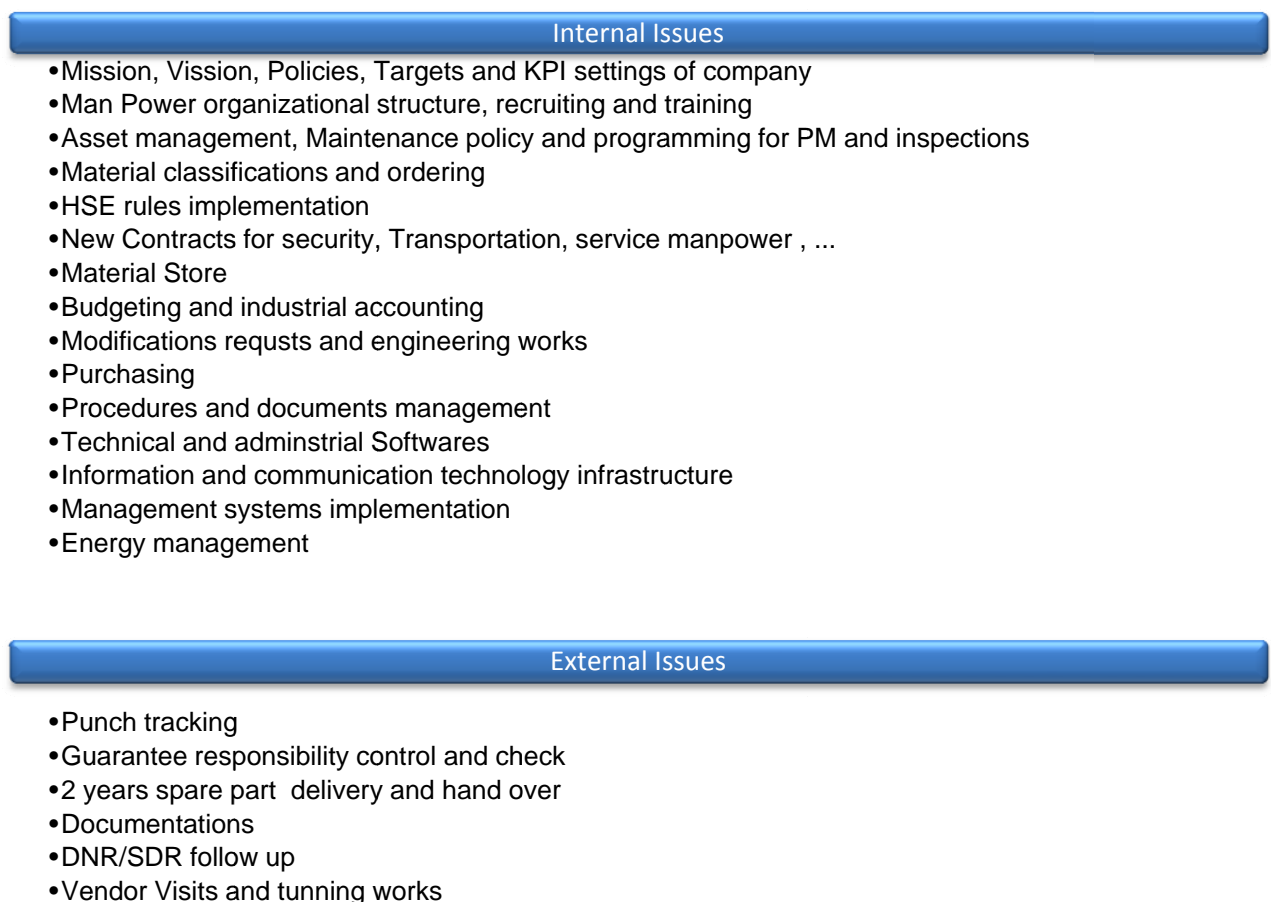 Internal Issues
•Mission, Vission, Policies, Targets and KPI settings of company
•Man Power organizational structure, recruiting and training
•Asset management, Maintenance policy and programming for PM and inspections
•Material classifications and ordering
•HSE rules implementation
•New Contracts for security, Transportation, service manpower , ...
•Material Store
•Budgeting and industrial accounting
•Modifications requsts and engineering works
•Purchasing
•Procedures and documents management
•Technical and adminstrial Softwares
•Information and communication technology infrastructure
•Management systems implementation
•Energy management
External Issues
•Punch tracking
•Guarantee responsibility control and check
•2 years spare part  delivery and hand over
•Documentations
•DNR/SDR follow up
•Vendor Visits and tunning works